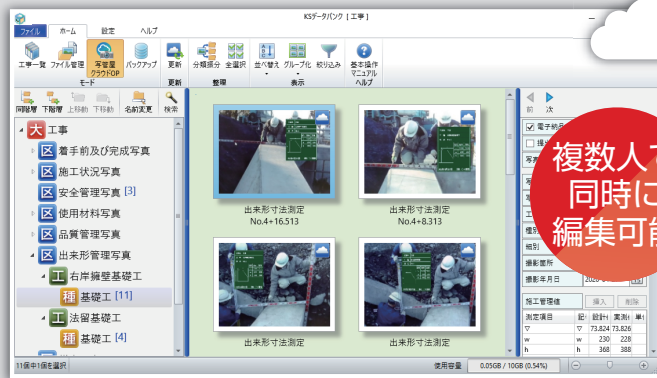 KSデータバンク [ 工事 ]
ファイル ホーム 設定 ヘルプ
工事一覧 ファイル管理 写管屋 クラウドOP バックアップ 更新 分類振分 全選択 並べ替え グループ化 絞り込み 基本操作 マニュアル
モード 更新 整理 表示 ヘルプ
同階層 下階層 上移動 下移動 名前変更 検索
前 次
大 工事
区 着手前及び完成写真
区 施工状況写真
区 安全管理写真 [3]
区 使用材料写真
区 品質管理写真
区 出来形管理写真
工 右岸擁壁基礎工
種 基礎工 [11]
工 法留基礎工
種 基礎工 [4]
出来形寸法測定
No.4+16.513
出来形寸法測定
No.4+8.313
出来形寸法測定
出来形寸法測定
電子納品
複数人で
同時に
編集可能
撮影箇所
撮影年月日
施工管理値 挿入 削除
測定項目 記号 設計値 実測値 単位
▽ ▽ 73.824 73.826
w w 230 228
h h 368 388
11個中1個を選択
使用容量 0.05GB / 10GB (0.54%)